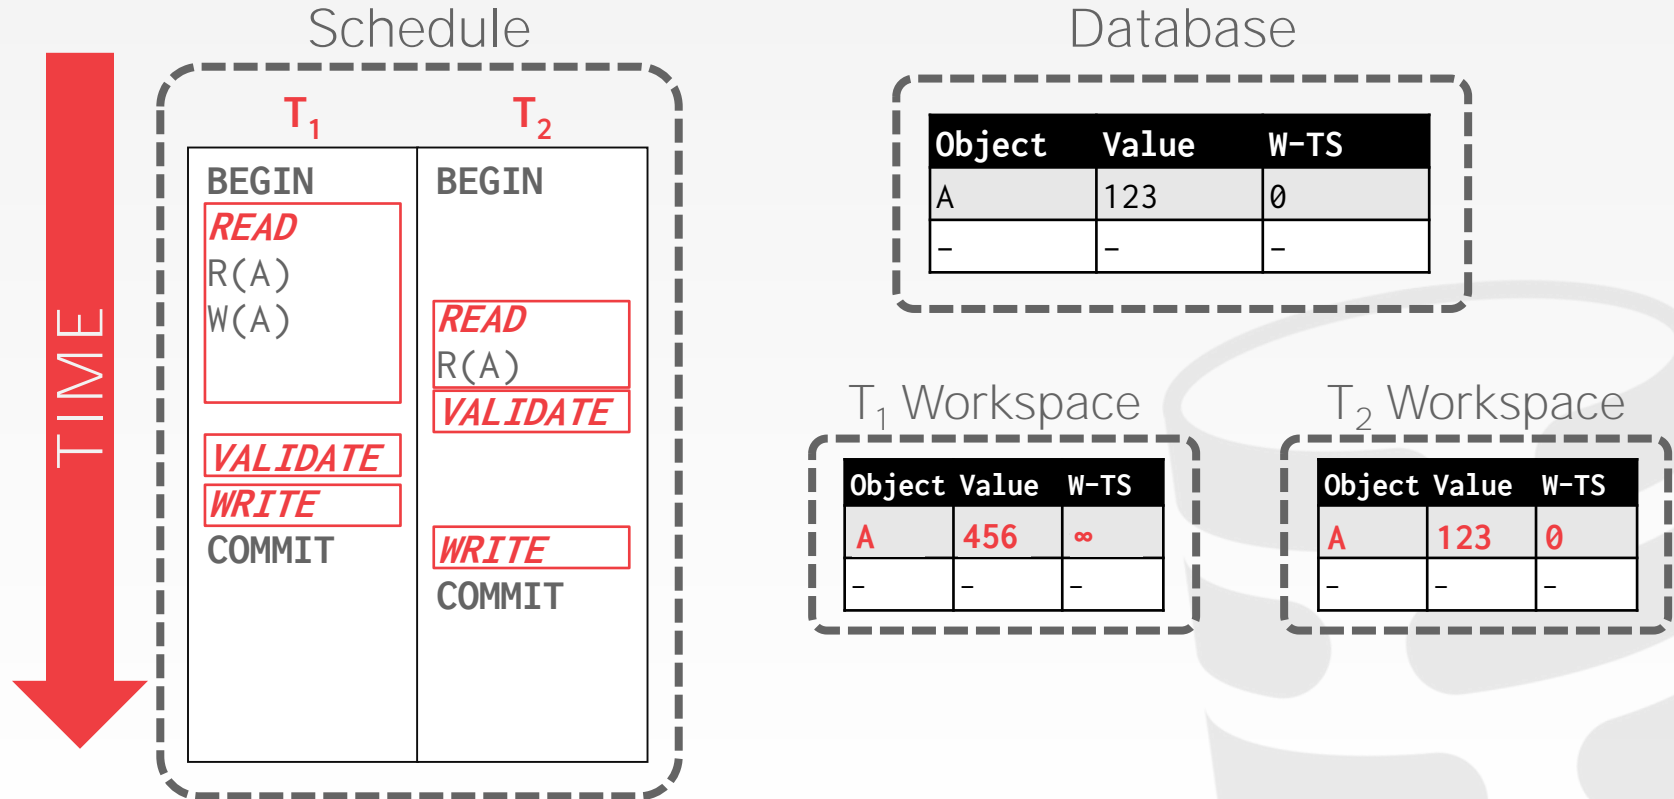 Schedule
TIME
T₁ T₂
BEGIN BEGIN
READ
R(A)
W(A) READ
R(A)
VALIDATE
VALIDATE
WRITE
COMMIT WRITE
COMMIT
Database
Object Value W-TS
A 123 0
- - -
T₁ Workspace
Object Value W-TS
A 456 ∞
- - -
T₂ Workspace
Object Value W-TS
A 123 0
- - -